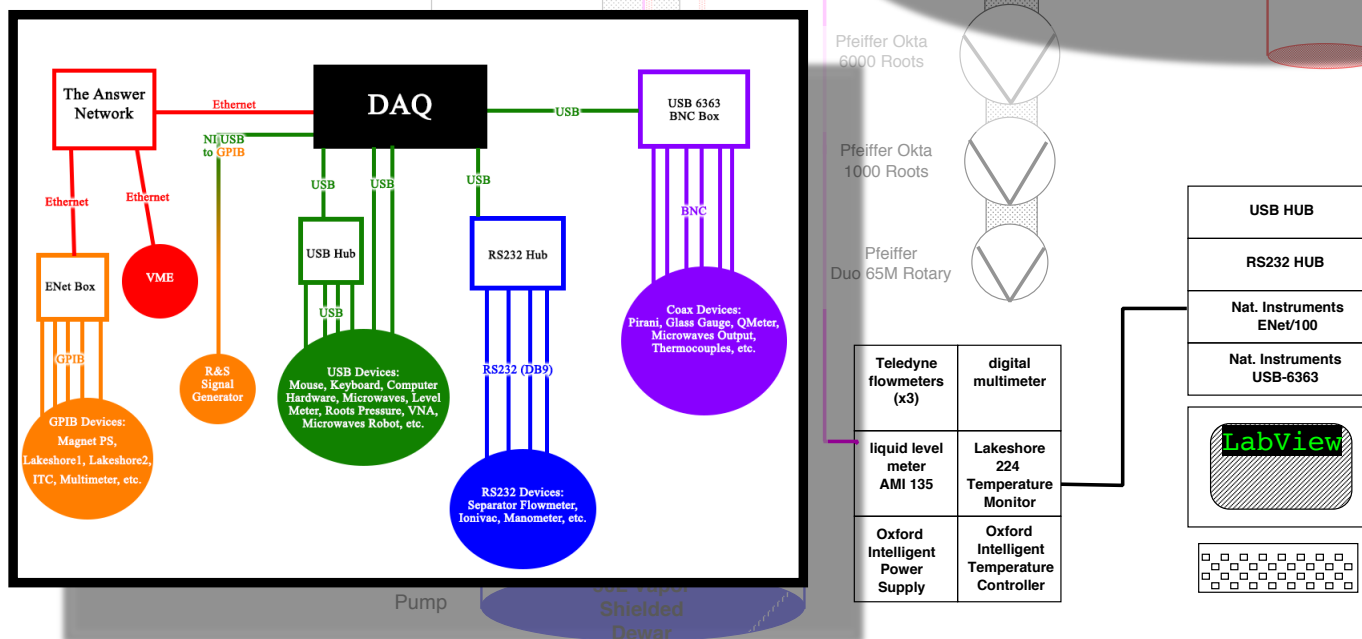 The Answer
Network
Ethernet
DAQ
USB
USB 6363
BNC Box
NI USB
to GPIB
Ethernet
Ethernet
USB
USB
USB
BNC
ENet Box
VME
USB Hub
RS232 Hub
USB
GPIB
R&S
Signal
Generator
RS232 (DB9)
Coax Devices:
Pirani, Glass Gauge, QMeter,
Microwaves Output,
Thermocouples, etc.
USB Devices:
Mouse, Keyboard, Computer
Hardware, Microwaves, Level
Meter, Roots Pressure, VNA,
Microwaves Robot, etc.
GPIB Devices:
Magnet PS,
Lakeshore1, Lakeshore2,
ITC, Multimeter, etc.
RS232 Devices:
Separator Flowmeter,
Ionivac, Manometer, etc.
Pump
Shielded
Dewar
Pfeiffer Okta
6000 Roots
Pfeiffer Okta
1000 Roots
Pfeiffer
Duo 65M Rotary
Teledyne
flowmeters
(x3)
digital
multimeter
liquid level
meter
AMI 135
Lakeshore
224
Temperature
Monitor
Oxford
Intelligent
Power
Supply
Oxford
Intelligent
Temperature
Controller
USB HUB
RS232 HUB
Nat. Instruments
ENet/100
Nat. Instruments
USB-6363
LabView